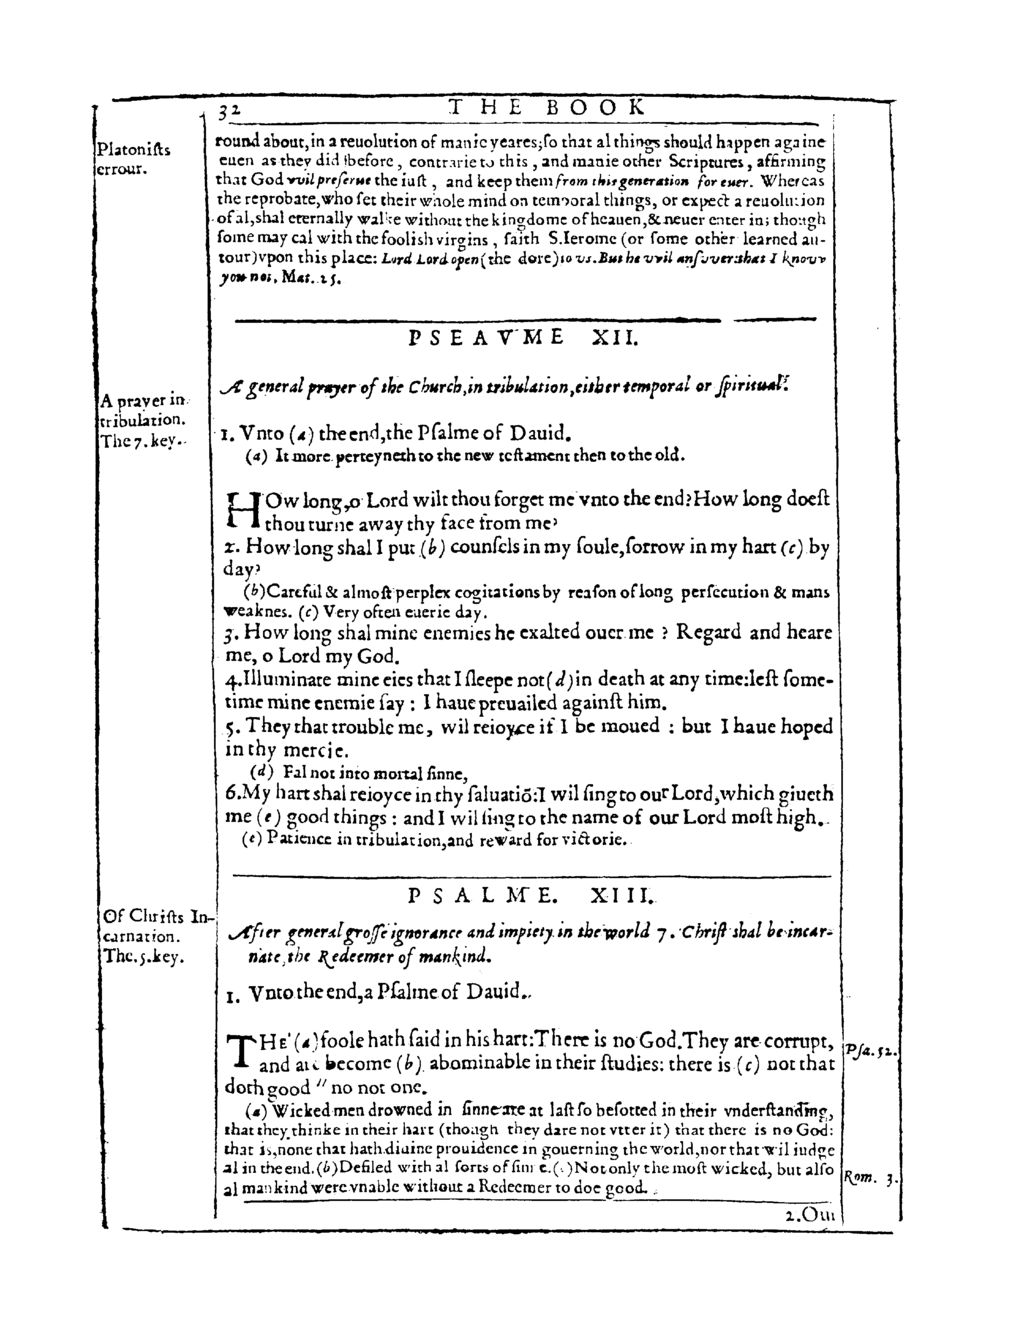 32 THE BOOK
Platonists
errour.
round about, in a reuolution of manie yeares; so that al things should happen againe
euen as they did before, contrarie to this, and manie other Scriptures, affirming
that God vvil preserue the iust, and keep them from this generation for euer. Whereas
the reprobate, who set their whole mind on temporal things, or expect a reuolution
of al, shal eternally walke without the kingdome of heauen, & neuer enter in; though
some may cal with the foolish virgins, saith S. Ierome (or some other learned au-
tour) vpon this place: Lord Lord open (the dore) to vs. But he vvil ansvver: that I knovv
you not, Mat. 25.
PSEAVME XII.
A prayer in
tribulation.
The 7. key.
A general prayer of the Church, in tribulation, either temporal or spiritual.
1. Vnto (a) the end, the Psalme of Dauid.
(a) It more perteyneth to the new testament then to the old.
HOw long, o Lord wilt thou forget me vnto the end? How long doest
thou turne away thy face from me?
2. How long shal I put (b) counsels in my soule, sorrow in my hart (c) by
day?
(b) Careful & almost perplex cogitations by reason of long persecution & mans
weaknes. (c) Very often euerie day.
3. How long shal mine enemies be exalted ouer me ? Regard and heare
me, o Lord my God.
4. Illuminate mine eies that I sleepe not (d) in death at any time: lest some-
time mine enemie say : I haue preuailed against him.
5. They that trouble me, wil reioyce if I be moued : but I haue hoped
in thy mercie.
(d) Fal not into mortal sinne,
6. My hart shal reioyce in thy saluatiō: I wil sing to our Lord, which giueth
me (e) good things : and I wil sing to the name of our Lord most high.
(e) Patience in tribulation, and reward for victorie.
PSALME. XIII.
Of Christs In-
carnation.
The. 5. key.
After general grosse ignorance and impiety in the world 7. Christ shal be incar-
nate, the Redeemer of mankind.
1. Vnto the end, a Psalme of Dauid.
THE (a) foole hath said in his hart: There is no God. They are corrupt,
Psa. 52.
and are become (b) abominable in their studies: there is (c) not that
doth good " no not one.
(a) Wicked men drowned in sinne are at last so besotted in their vnderstanding,
that they thinke in their hart (though they dare not vtter it) that there is no God:
that is, none that hath diuine prouidence in gouerning the world, nor that wil iudge
al in the end. (b) Defiled with al sorts of sinne. (c) Not only the most wicked, but also
Rom. 3.
al mankind were vnable without a Redeemer to doe good.
2. Our